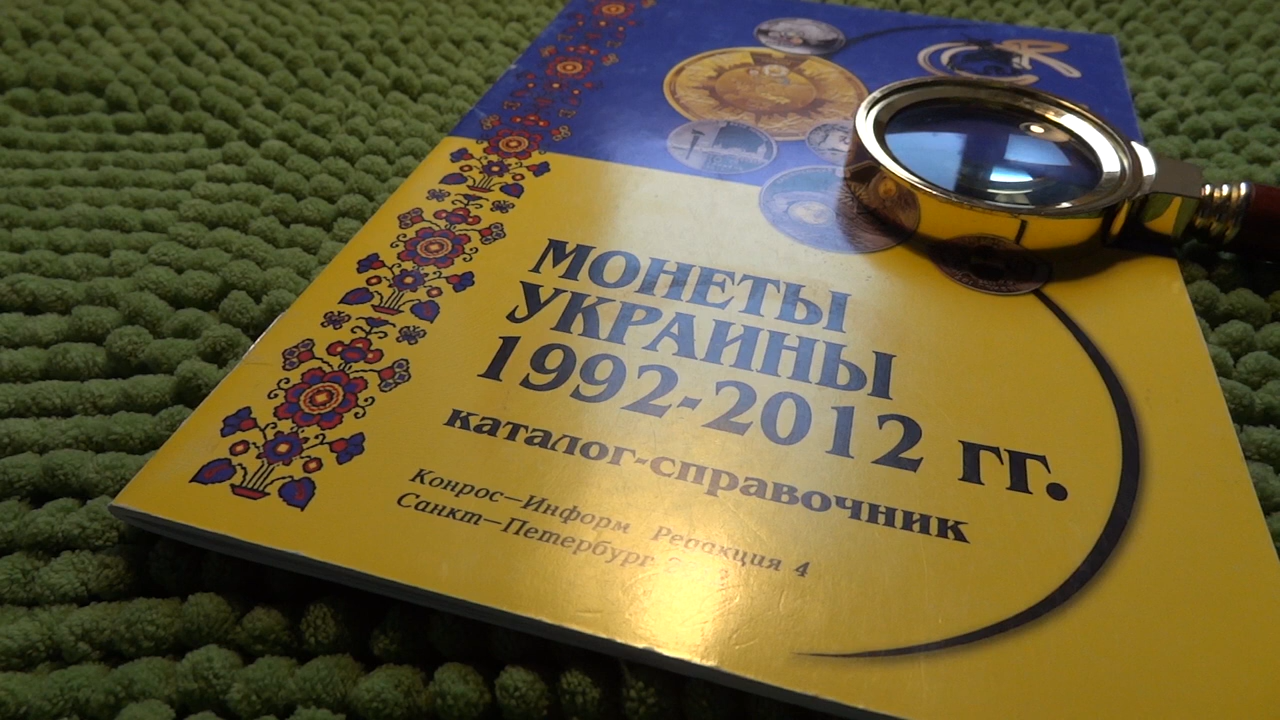 МОНЕТЫ
УКРАИНЫ
1992-2012 ГГ.
каталог-справочник
Конрос—Информ Редакция 4
Санкт—Петербург